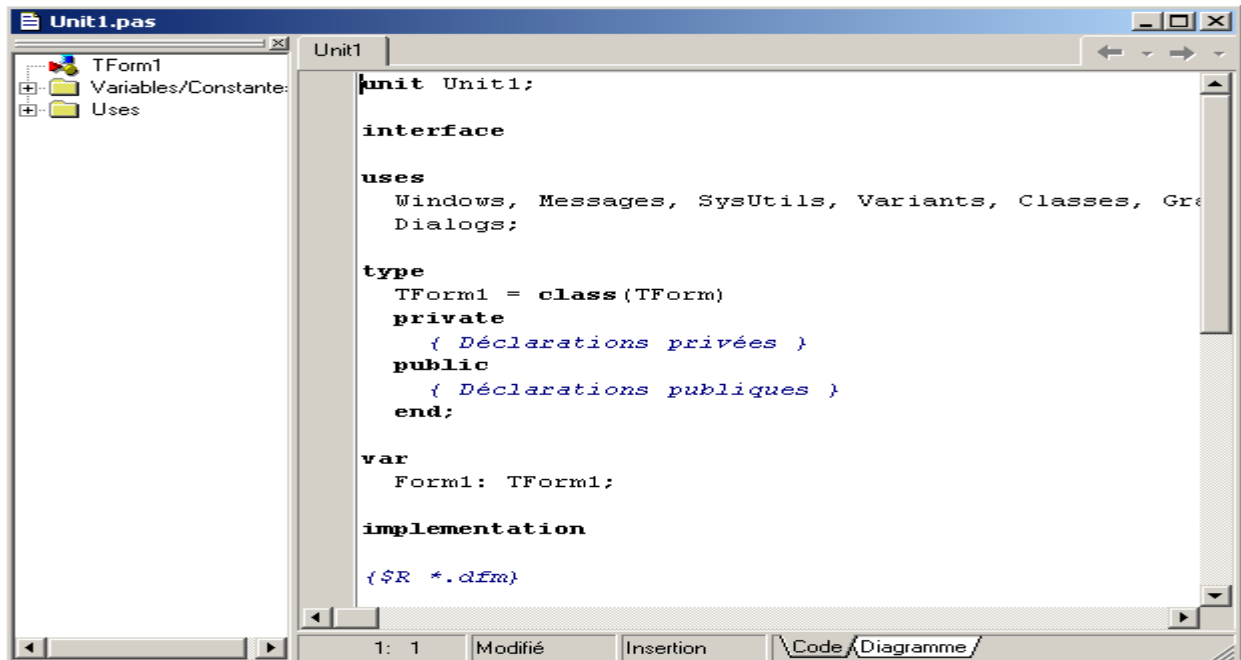 Unit1.pas
TForm1
Variables/Constante
Uses
Unit1
unit Unit1;
interface
uses
Windows, Messages, SysUtils, Variants, Classes,
Dialogs;
type
TForm1 = class(TForm)
private
{ Déclarations privées }
public
{ Déclarations publiques }
end;
var
Form1: TForm1;
implementation
{$R *.dfm}
1: 1 Modifié Insertion Code Diagramme